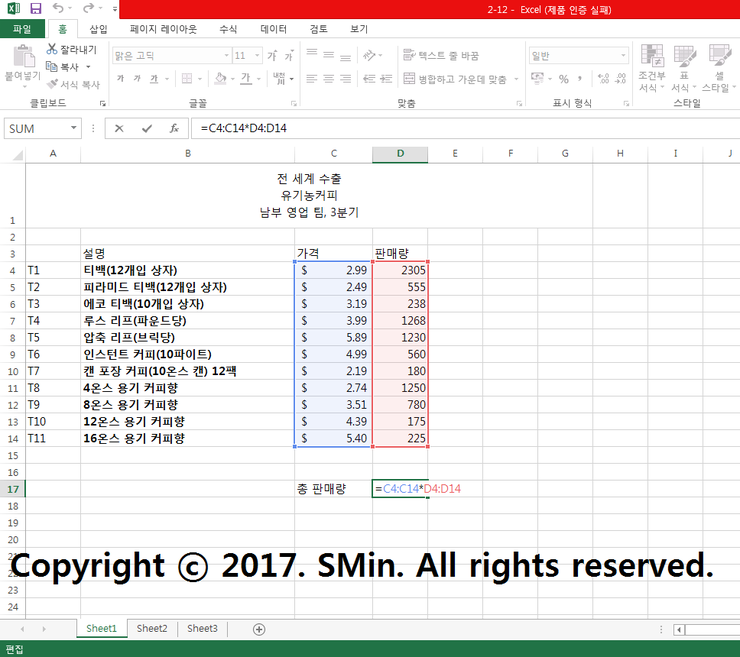 2-12 - Excel (제품 인증 실패)
파일 홈 삽입 페이지 레이아웃 수식 데이터 검토 보기
잘라내기
복사
서식 복사
붙여넣기
클립보드
맑은 고딕 11 가 가
가 가 가 가
글꼴
텍스트 줄 바꿈
병합하고 가운데 맞춤
맞춤
일반
%
표시 형식
조건부 서식 표 서식 셀 스타일
스타일
SUM fx =C4:C14*D4:D14
A B C D E F G H I J
1 전 세계 수출
유기농커피
남부 영업 팀, 3분기
2
3 설명 가격 판매량
4 T1 티백(12개입 상자) $ 2.99 2305
5 T2 피라미드 티백(12개입 상자) $ 2.49 555
6 T3 에코 티백(10개입 상자) $ 3.19 238
7 T4 루스 리프(파운드당) $ 3.99 1268
8 T5 압축 리프(브릭당) $ 5.89 1230
9 T6 인스턴트 커피(10파이트) $ 4.99 560
10 T7 캔 포장 커피(10온스 캔) 12팩 $ 2.19 180
11 T8 4온스 용기 커피향 $ 2.74 1250
12 T9 8온스 용기 커피향 $ 3.51 780
13 T10 12온스 용기 커피향 $ 4.39 175
14 T11 16온스 용기 커피향 $ 5.40 225
15
16
17 총 판매량 =C4:C14*D4:D14
18
19
20
Copyright ⓒ 2017. SMin. All rights reserved.
23
24
Sheet1 Sheet2 Sheet3
편집